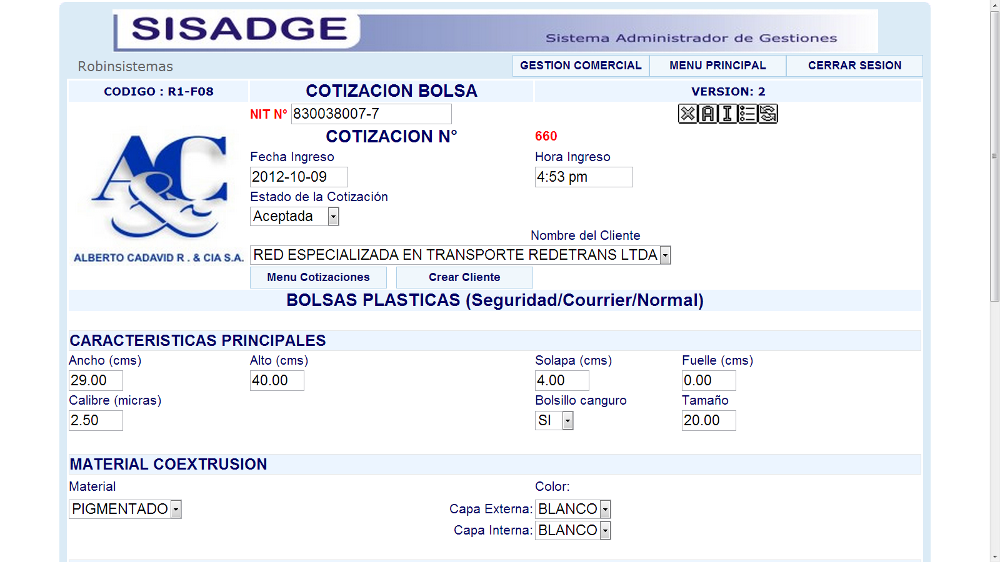 SISADGE
Sistema Administrador de Gestiones
Robinsistemas
GESTION COMERCIAL MENU PRINCIPAL CERRAR SESION
CODIGO : R1-F08 COTIZACION BOLSA VERSION: 2
NIT N° 830038007-7
X A I
COTIZACION N° 660
Fecha Ingreso Hora Ingreso
2012-10-09 4:53 pm
Estado de la Cotización
Aceptada
A&C
ALBERTO CADAVID R . & CIA S.A.
Nombre del Cliente
RED ESPECIALIZADA EN TRANSPORTE REDETRANS LTDA
Menu Cotizaciones Crear Cliente
BOLSAS PLASTICAS (Seguridad/Courrier/Normal)
CARACTERISTICAS PRINCIPALES
Ancho (cms) Alto (cms) Solapa (cms) Fuelle (cms)
29.00 40.00 4.00 0.00
Calibre (micras) Bolsillo canguro Tamaño
2.50 SI 20.00
MATERIAL COEXTRUSION
Material Color:
PIGMENTADO Capa Externa: BLANCO
Capa Interna: BLANCO